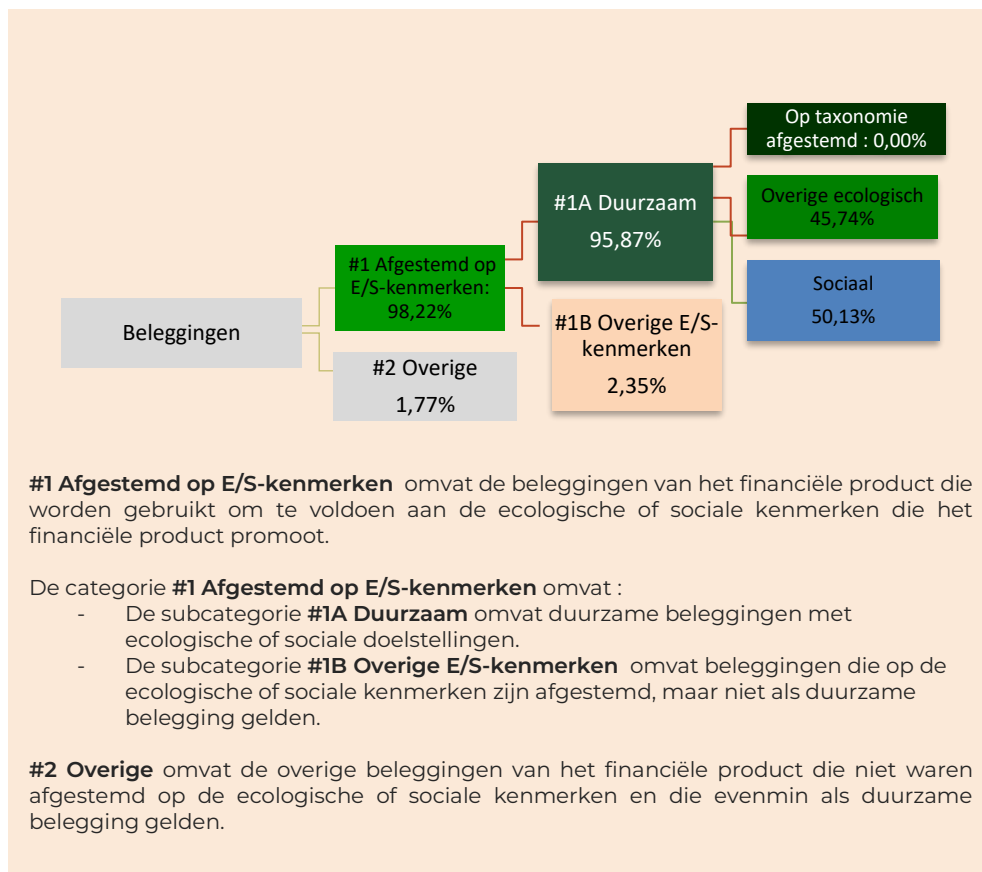 Op taxonomie
afgestemd : 0,00%
#1A Duurzaam
95,87%
Overige ecologisch
45,74%
#1 Afgestemd op
E/S-kenmerken:
98,22%
Sociaal
50,13%
Beleggingen
#1B Overige E/S-
kenmerken
2,35%
#2 Overige
1,77%
#1 Afgestemd op E/S-kenmerken omvat de beleggingen van het financiële product die
worden gebruikt om te voldoen aan de ecologische of sociale kenmerken die het
financiële product promoot.
De categorie #1 Afgestemd op E/S-kenmerken omvat :
- De subcategorie #1A Duurzaam omvat duurzame beleggingen met
ecologische of sociale doelstellingen.
- De subcategorie #1B Overige E/S-kenmerken omvat beleggingen die op de
ecologische of sociale kenmerken zijn afgestemd, maar niet als duurzame
belegging gelden.
#2 Overige omvat de overige beleggingen van het financiële product die niet waren
afgestemd op de ecologische of sociale kenmerken en die evenmin als duurzame
belegging gelden.